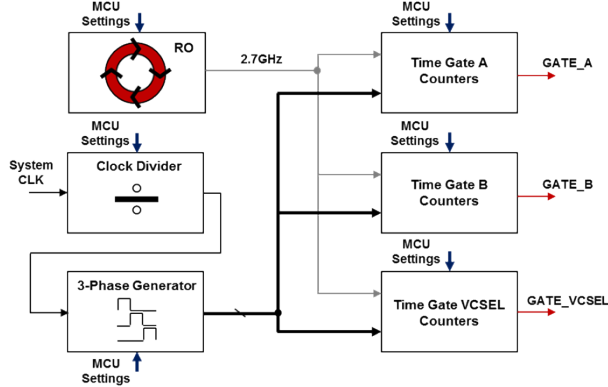 MCU
Settings
RO
2.7GHz
MCU
Settings
Time Gate A
Counters
GATE_A
MCU
Settings
System
CLK
Clock Divider
MCU
Settings
Time Gate B
Counters
GATE_B
3-Phase Generator
MCU
Settings
MCU
Settings
Time Gate VCSEL
Counters
GATE_VCSEL